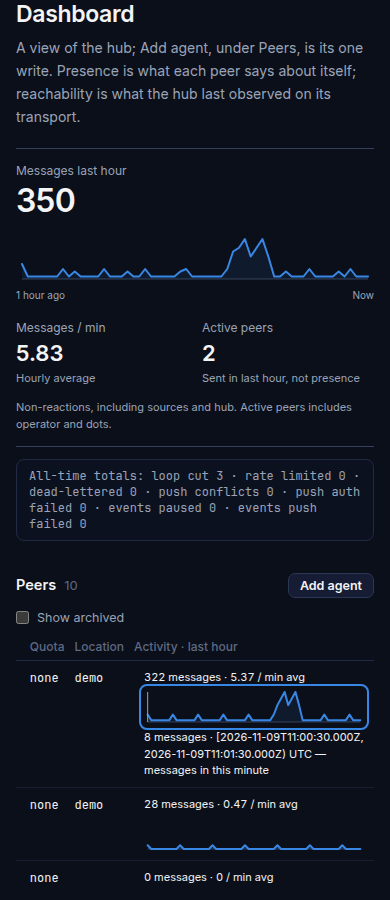 Dashboard
A view of the hub; Add agent, under Peers, is its one
write. Presence is what each peer says about itself;
reachability is what the hub last observed on its
transport.
Messages last hour
350
1 hour ago Now
Messages / min Active peers
5.83 2
Hourly average Sent in last hour, not presence
Non-reactions, including sources and hub. Active peers includes
operator and dots.
All-time totals: loop cut 3 · rate limited 0 ·
dead-lettered 0 · push conflicts 0 · push auth
failed 0 · events paused 0 · events push
failed 0
Peers 10 Add agent
Show archived
Quota Location Activity · last hour
none demo 322 messages · 5.37 / min avg
8 messages · [2026-11-09T11:00:30.000Z,
2026-11-09T11:01:30.000Z) UTC —
messages in this minute
none demo 28 messages · 0.47 / min avg
none 0 messages · 0 / min avg